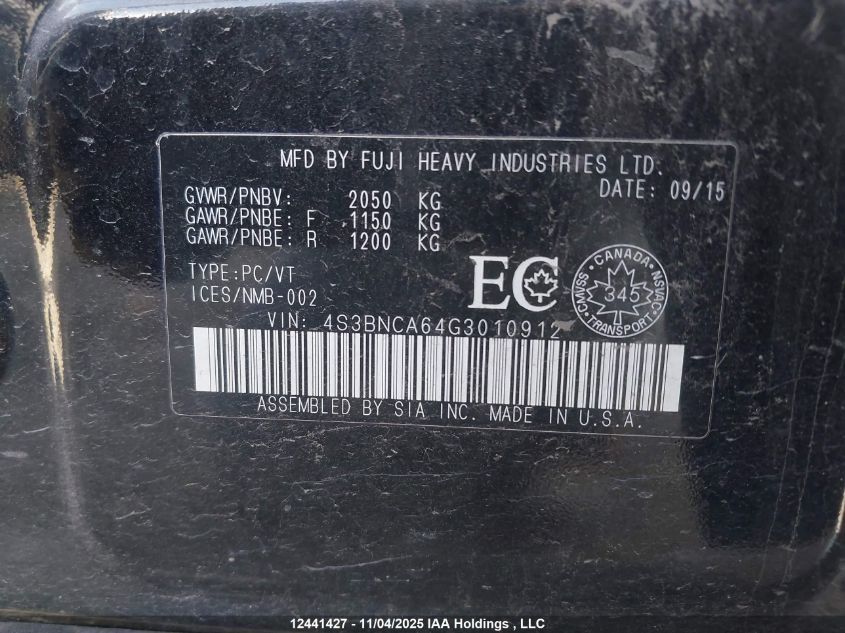 MFD BY FUJI HEAVY INDUSTRIES LTD.
DATE: 09/15
GVWR/PNBV: 2050 KG
GAWR/PNBE: F 1150 KG
GAWR/PNBE: R 1200 KG
TYPE:PC/VT
ICES/NMB-002
EC
CANADA
CMVSS
NSVAC
345
TRANSPORT
VIN: 4S3BNCA64G3010912
ASSEMBLED BY SIA INC. MADE IN U.S.A.
12441427 - 11/04/2025 IAA Holdings , LLC